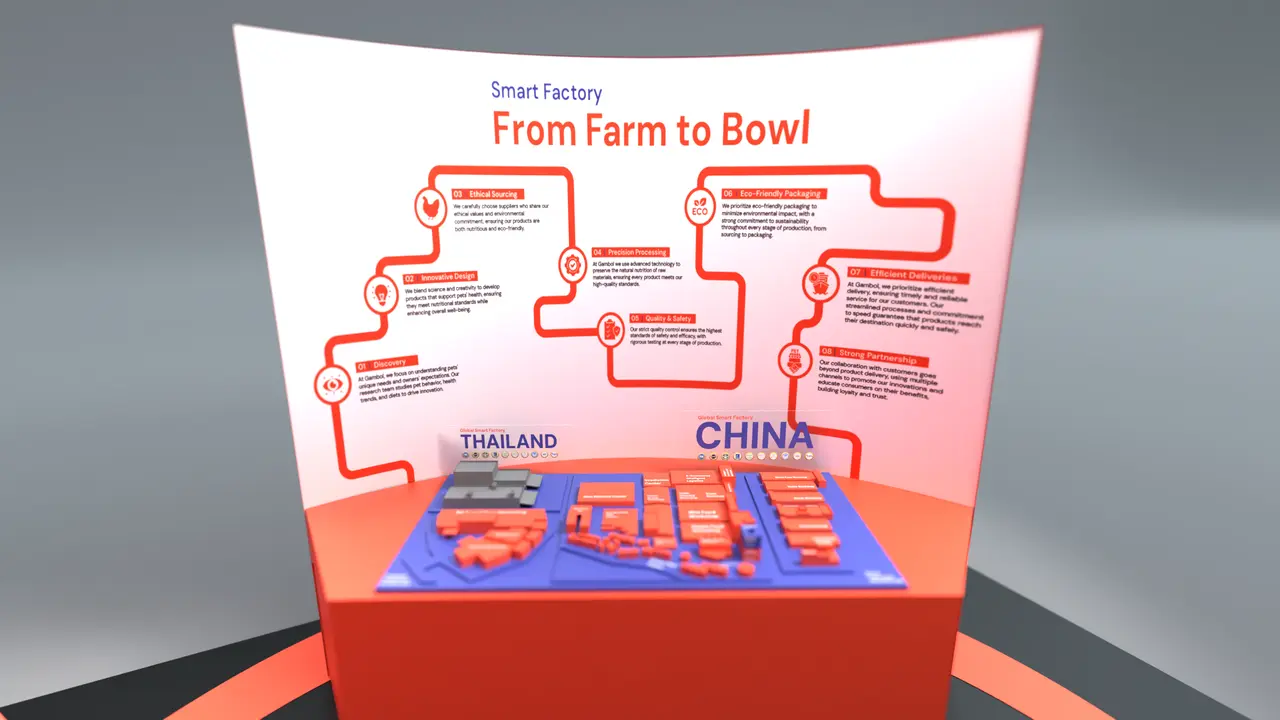 Smart Factory
From Farm to Bowl
01 Discovery
At Gambol, we focus on understanding pets'
unique needs and owners' expectations. Our
research team studies pet behavior, health
trends, and diets to drive innovation.
02 Innovative Design
We blend science and creativity to develop
products that support pets' health, ensuring
they meet nutritional standards while
enhancing overall well-being.
03 Ethical Sourcing
We carefully choose suppliers who share our
ethical values and environmental
commitment, ensuring our products are
both nutritious and eco-friendly.
04 Precision Processing
At Gambol we use advanced technology to
preserve the natural nutrition of raw
materials, ensuring every product meets our
high-quality standards.
05 Quality & Safety
Our strict quality control ensures the highest
standards of safety and efficacy, with
rigorous testing at every stage of production.
ECO
06 Eco-Friendly Packaging
We prioritize eco-friendly packaging to
minimize environmental impact, with a
strong commitment to sustainability
throughout every stage of production, from
sourcing to packaging.
07 Efficient Deliveries
At Gambol, we prioritize efficient
delivery, ensuring timely and reliable
service for our customers. Our
streamlined processes and commitment
to speed guarantee that products reach
their destination quickly and safely.
08 Strong Partnership
Our collaboration with customers goes
beyond product delivery, using multiple
channels to promote our innovations and
educate consumers on their benefits,
building loyalty and trust.
Global Smart Factory
THAILAND
Global Smart Factory
CHINA